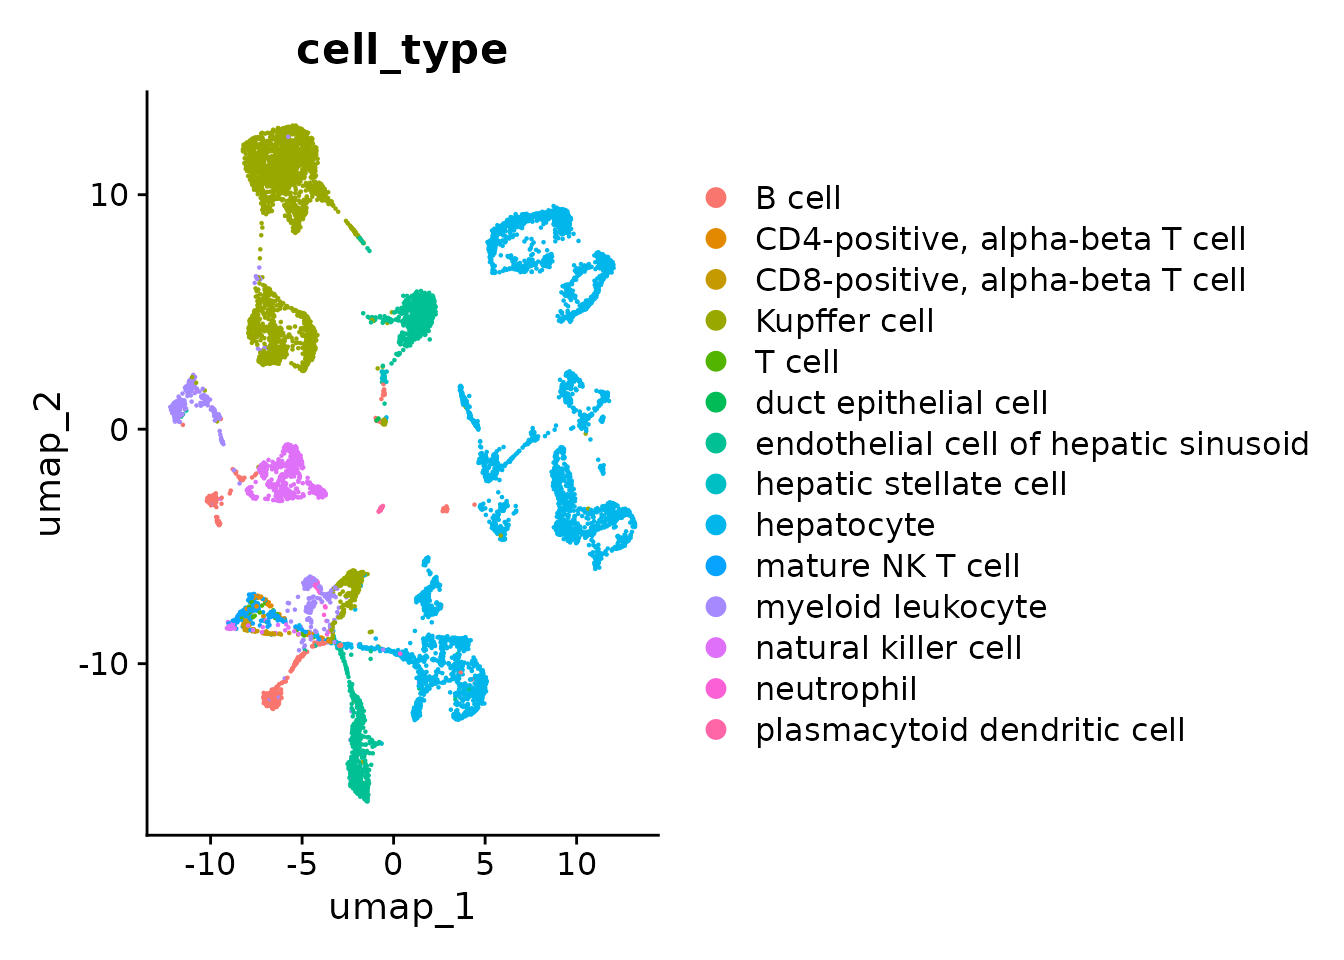 cell_type
10
0
-10
umap_2
-10 -5 0 5 10
umap_1
B cell
CD4-positive, alpha-beta T cell
CD8-positive, alpha-beta T cell
Kupffer cell
T cell
duct epithelial cell
endothelial cell of hepatic sinusoid
hepatic stellate cell
hepatocyte
mature NK T cell
myeloid leukocyte
natural killer cell
neutrophil
plasmacytoid dendritic cell